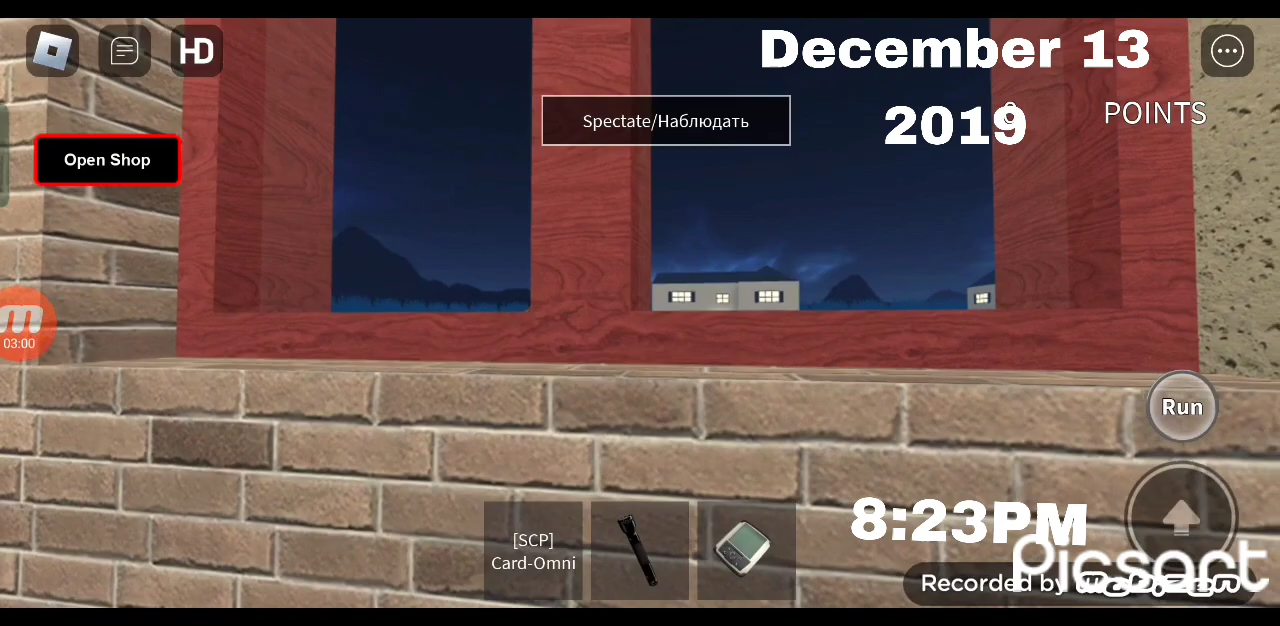 HD
December 13
2019
POINTS
Spectate/Наблюдать
Open Shop
03:00
Run
[SCP]
Card-Omni
8:23PM
Picsart
Recorded by